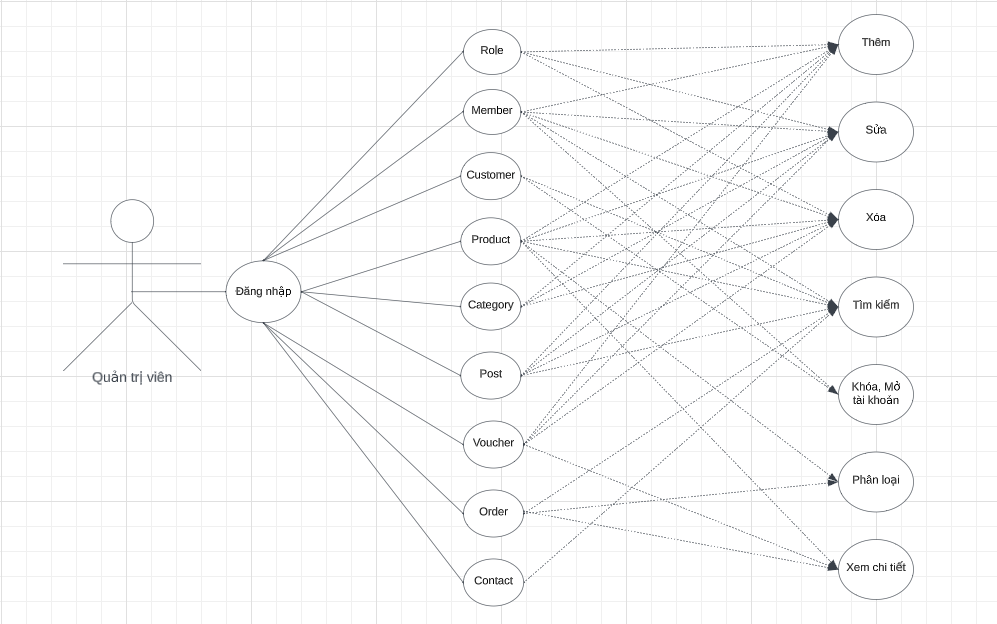 Quản trị viên
Đăng nhập
Role
Member
Customer
Product
Category
Post
Voucher
Order
Contact
Thêm
Sửa
Xóa
Tìm kiếm
Khóa, Mở
tài khoản
Phân loại
Xem chi tiết